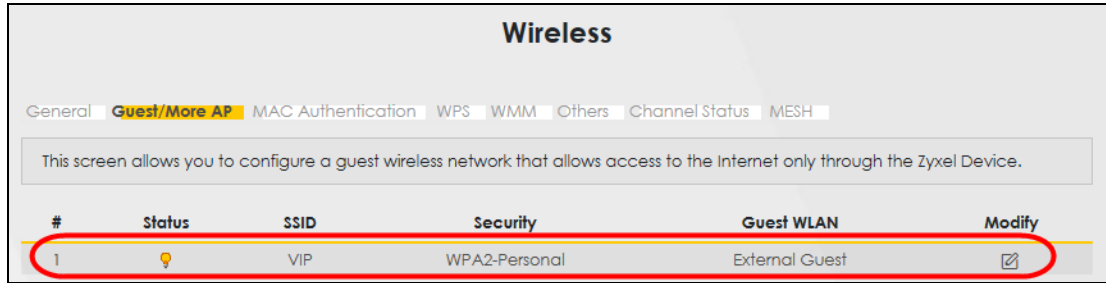 Wireless
General Guest/More AP MAC Authentication WPS WMM Others Channel Status MESH
This screen allows you to configure a guest wireless network that allows access to the Internet only through the Zyxel Device.
# Status SSID Security Guest WLAN Modify
1 VIP WPA2-Personal External Guest